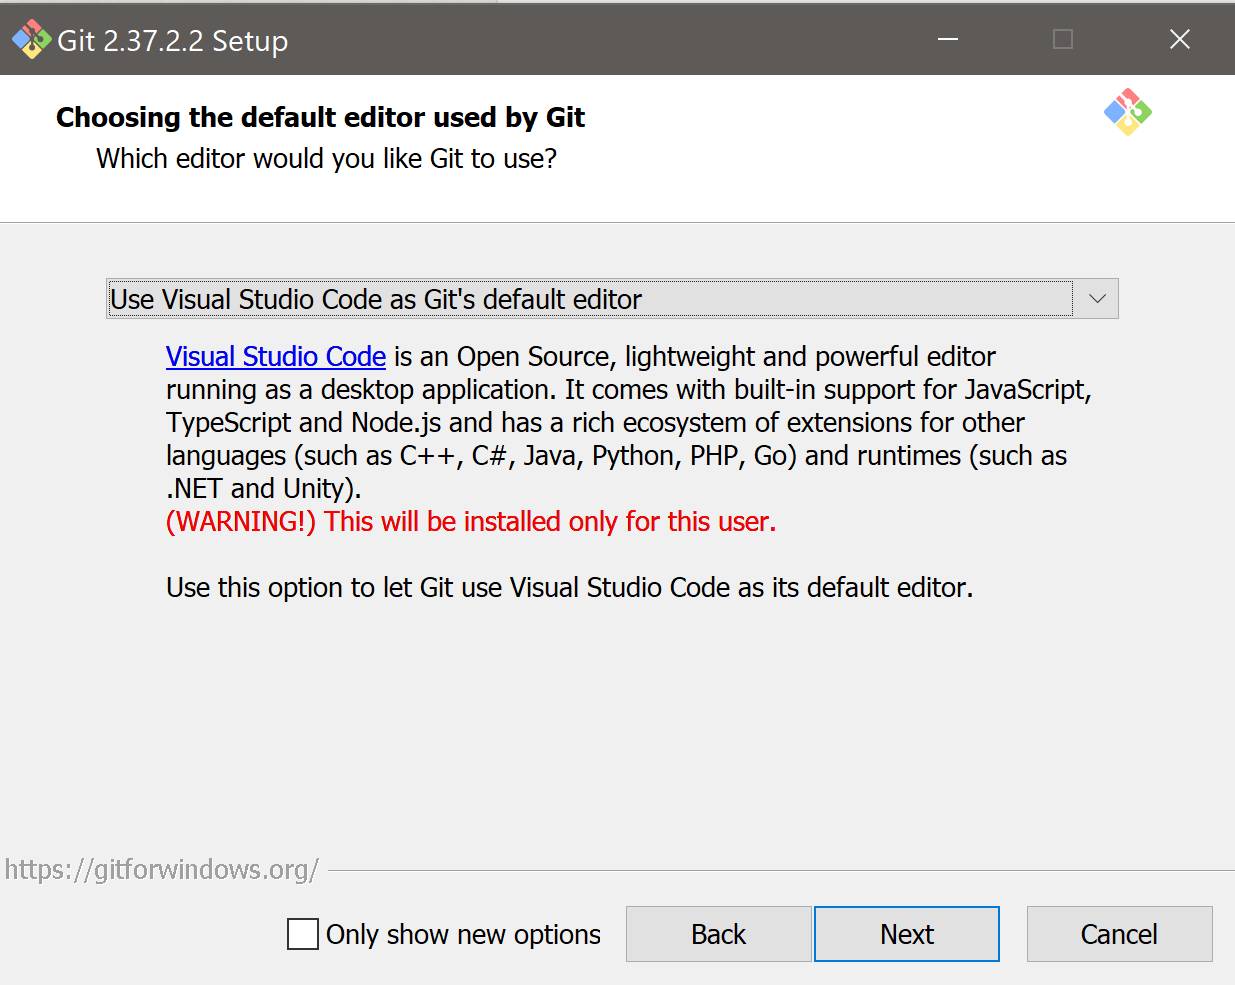 Git 2.37.2.2 Setup
Choosing the default editor used by Git
Which editor would you like Git to use?
Use Visual Studio Code as Git's default editor
Visual Studio Code is an Open Source, lightweight and powerful editor
running as a desktop application. It comes with built-in support for JavaScript,
TypeScript and Node.js and has a rich ecosystem of extensions for other
languages (such as C++, C#, Java, Python, PHP, Go) and runtimes (such as
.NET and Unity).
(WARNING!) This will be installed only for this user.
Use this option to let Git use Visual Studio Code as its default editor.
https://gitforwindows.org/
Only show new options
Back
Next
Cancel